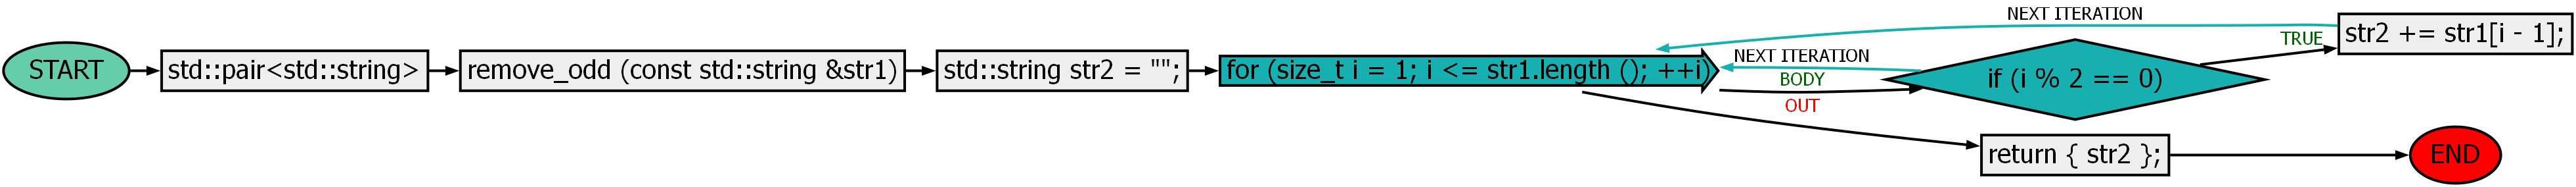 START
std::pair<std::string>
remove_odd (const std::string &str1)
std::string str2 = "";
for (size_t i = 1; i <= str1.length (); ++i)
NEXT ITERATION
NEXT ITERATION
BODY
OUT
if (i % 2 == 0)
TRUE
str2 += str1[i - 1];
return { str2 };
END